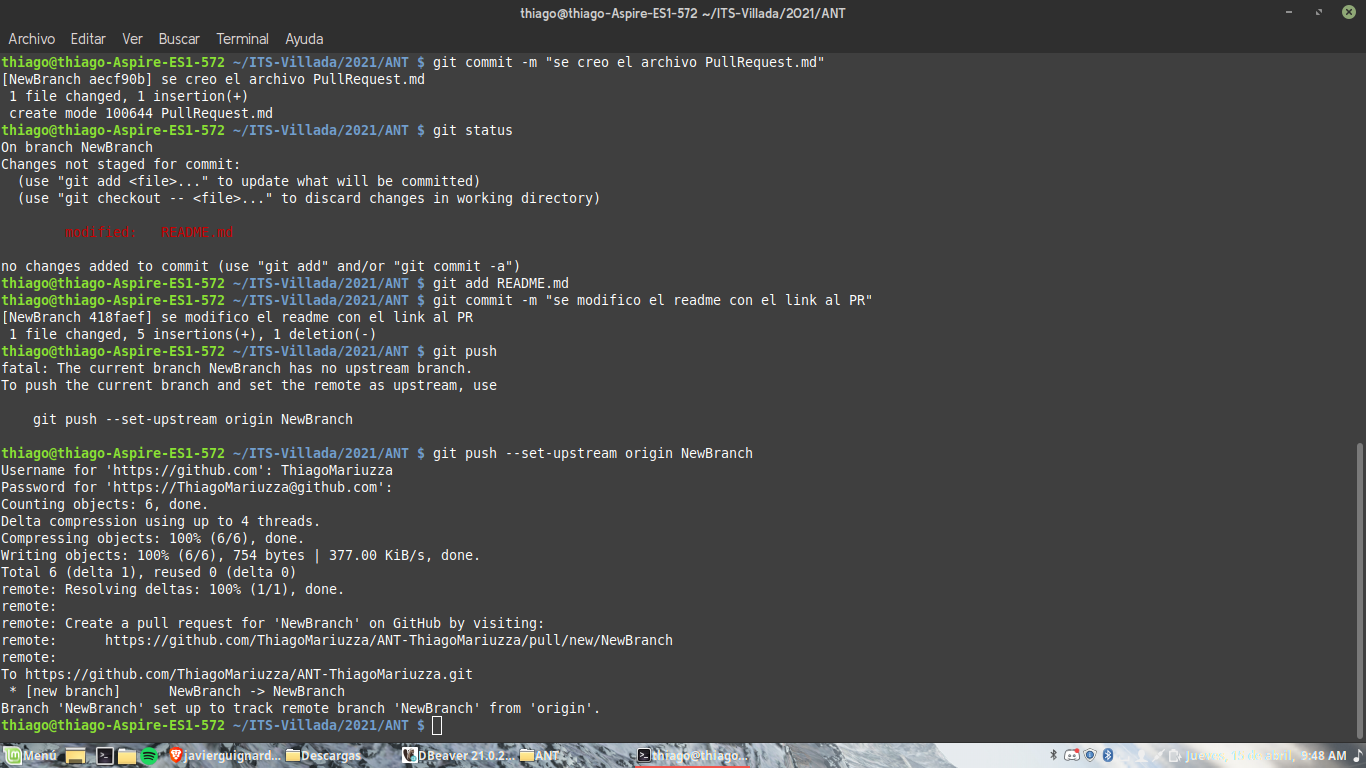 thiago@thiago-Aspire-ES1-572 ~/ITS-Villada/2021/ANT
Archivo Editar Ver Buscar Terminal Ayuda
thiago@thiago-Aspire-ES1-572 ~/ITS-Villada/2021/ANT $ git commit -m "se creo el archivo PullRequest.md"
[NewBranch aecf90b] se creo el archivo PullRequest.md
 1 file changed, 1 insertion(+)
 create mode 100644 PullRequest.md
thiago@thiago-Aspire-ES1-572 ~/ITS-Villada/2021/ANT $ git status
On branch NewBranch
Changes not staged for commit:
  (use "git add <file>..." to update what will be committed)
  (use "git checkout -- <file>..." to discard changes in working directory)
        modified:   README.md
no changes added to commit (use "git add" and/or "git commit -a")
thiago@thiago-Aspire-ES1-572 ~/ITS-Villada/2021/ANT $ git add README.md
thiago@thiago-Aspire-ES1-572 ~/ITS-Villada/2021/ANT $ git commit -m "se modifico el readme con el link al PR"
[NewBranch 418faef] se modifico el readme con el link al PR
 1 file changed, 5 insertions(+), 1 deletion(-)
thiago@thiago-Aspire-ES1-572 ~/ITS-Villada/2021/ANT $ git push
fatal: The current branch NewBranch has no upstream branch.
To push the current branch and set the remote as upstream, use
    git push --set-upstream origin NewBranch
thiago@thiago-Aspire-ES1-572 ~/ITS-Villada/2021/ANT $ git push --set-upstream origin NewBranch
Username for 'https://github.com': ThiagoMariuzza
Password for 'https://ThiagoMariuzza@github.com':
Counting objects: 6, done.
Delta compression using up to 4 threads.
Compressing objects: 100% (6/6), done.
Writing objects: 100% (6/6), 754 bytes | 377.00 KiB/s, done.
Total 6 (delta 1), reused 0 (delta 0)
remote: Resolving deltas: 100% (1/1), done.
remote:
remote: Create a pull request for 'NewBranch' on GitHub by visiting:
remote:      https://github.com/ThiagoMariuzza/ANT-ThiagoMariuzza/pull/new/NewBranch
remote:
To https://github.com/ThiagoMariuzza/ANT-ThiagoMariuzza.git
 * [new branch]      NewBranch -> NewBranch
Branch 'NewBranch' set up to track remote branch 'NewBranch' from 'origin'.
thiago@thiago-Aspire-ES1-572 ~/ITS-Villada/2021/ANT $
Menú javierguignard... Descargas DBeaver 21.0.2... ANT thiago@thiago... Jueves, 15 de abril, 9:48 AM